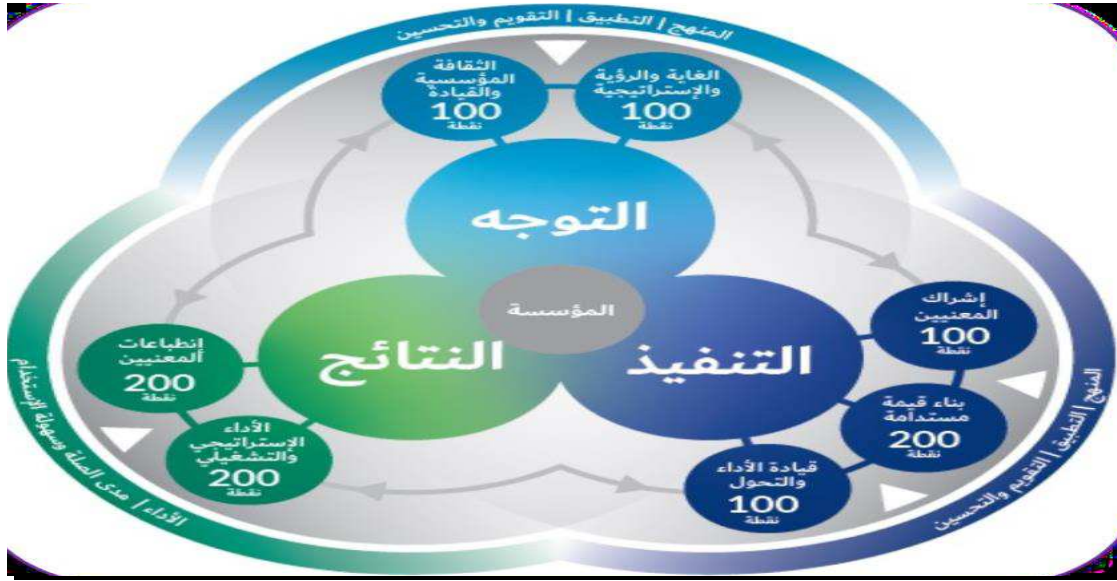 المنهج | التطبيق | التقويم والتحسين
الغاية والرؤية
والإستراتيجية
100
نقطة
الثقافة
المؤسسية
والقيادة
100
نقطة
التوجه
المؤسسة
التنفيذ
النتائج
إشراك
المعنيين
100
نقطة
بناء قيمة
مستدامة
200
نقطة
قيادة الأداء
والتحول
100
نقطة
المنهج | التطبيق | التقويم والتحسين
إنطباعات
المعنيين
200
نقطة
الأداء
الإستراتيجي
والتشغيلي
200
نقطة
الأداء | مدى الصلة وسهولة الإستخدام